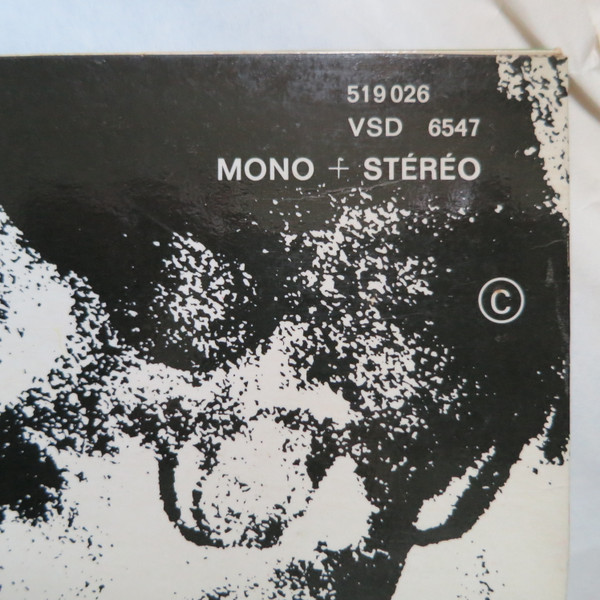 519 026
VSD 6547
MONO + STÉRÉO
©